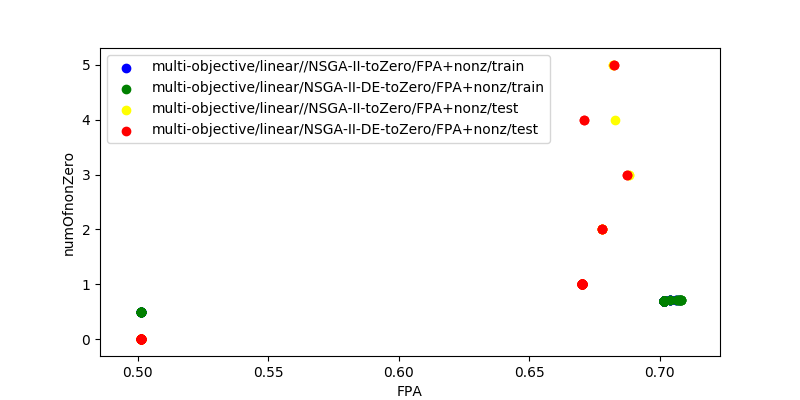 multi-objective/linear//NSGA-II-toZero/FPA+nonz/train
multi-objective/linear/NSGA-II-DE-toZero/FPA+nonz/train
multi-objective/linear//NSGA-II-toZero/FPA+nonz/test
multi-objective/linear/NSGA-II-DE-toZero/FPA+nonz/test
numOfnonZero
5
4
3
2
1
0
0.50 0.55 0.60 0.65 0.70
FPA